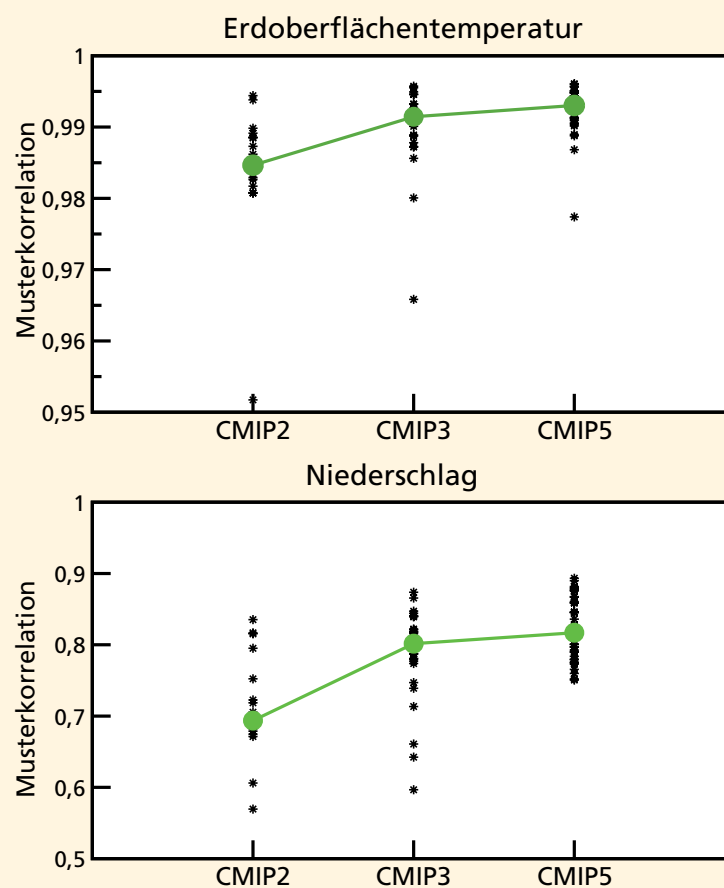 Erdoberflächentemperatur
Musterkorrelation
1
0,99
0,98
0,97
0,96
0,95
CMIP2 CMIP3 CMIP5
Niederschlag
Musterkorrelation
1
0,9
0,8
0,7
0,6
0,5
CMIP2 CMIP3 CMIP5